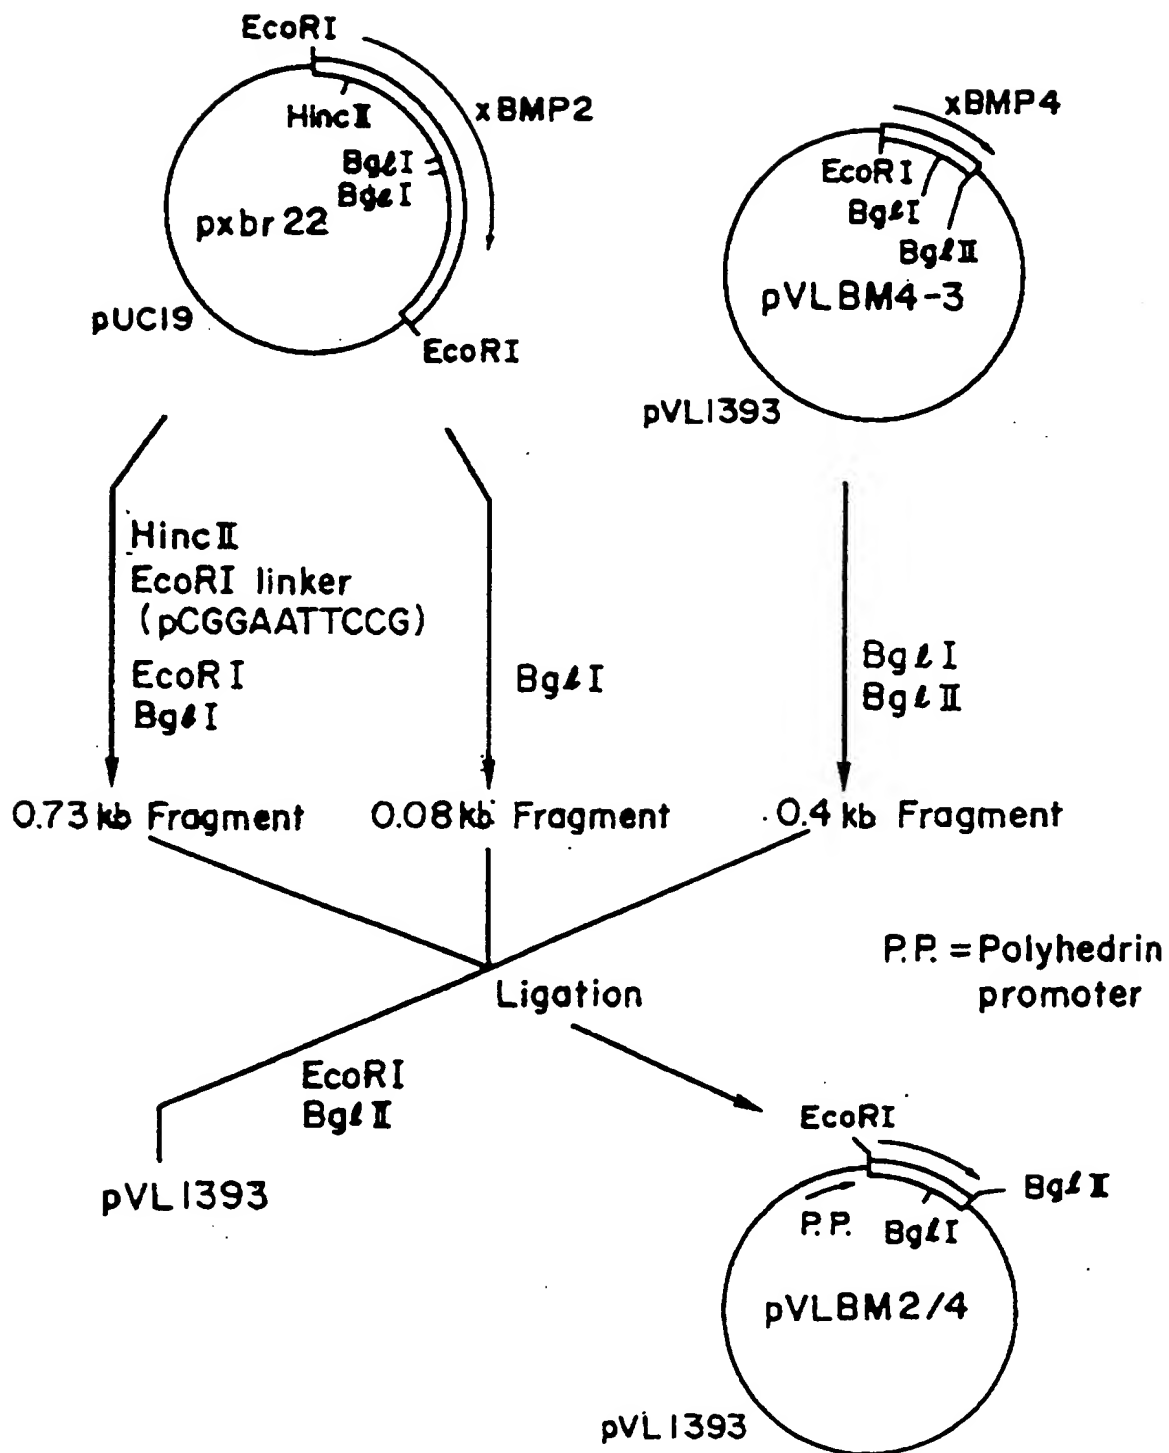 EcoRI
xBMP2
HincⅡ
BglI
BglI
pxbr22
pUC19
EcoRI
xBMP4
EcoRI
BglI
BglⅡ
pVLBM4-3
pVL1393
HincⅡ
EcoRI linker
(pCGGAATTCCG)
EcoRI
BglI
BglI
BglI
BglⅡ
0.73 kb Fragment
0.08 kb Fragment
0.4 kb Fragment
P.P. = Polyhedrin
promoter
Ligation
EcoRI
BglⅡ
pVL1393
EcoRI
BglⅡ
P.P.
BglI
pVLBM2/4
pVL1393